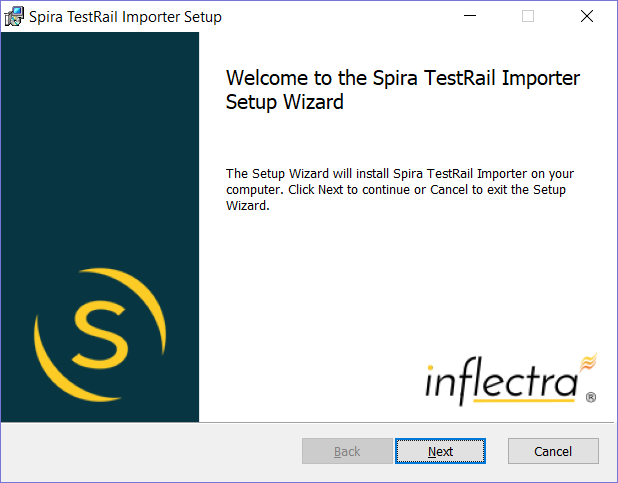 Spira TestRail Importer Setup
Welcome to the Spira TestRail Importer
Setup Wizard
The Setup Wizard will install Spira TestRail Importer on your
computer. Click Next to continue or Cancel to exit the Setup
Wizard.
S
inflectra®
Back
Next
Cancel